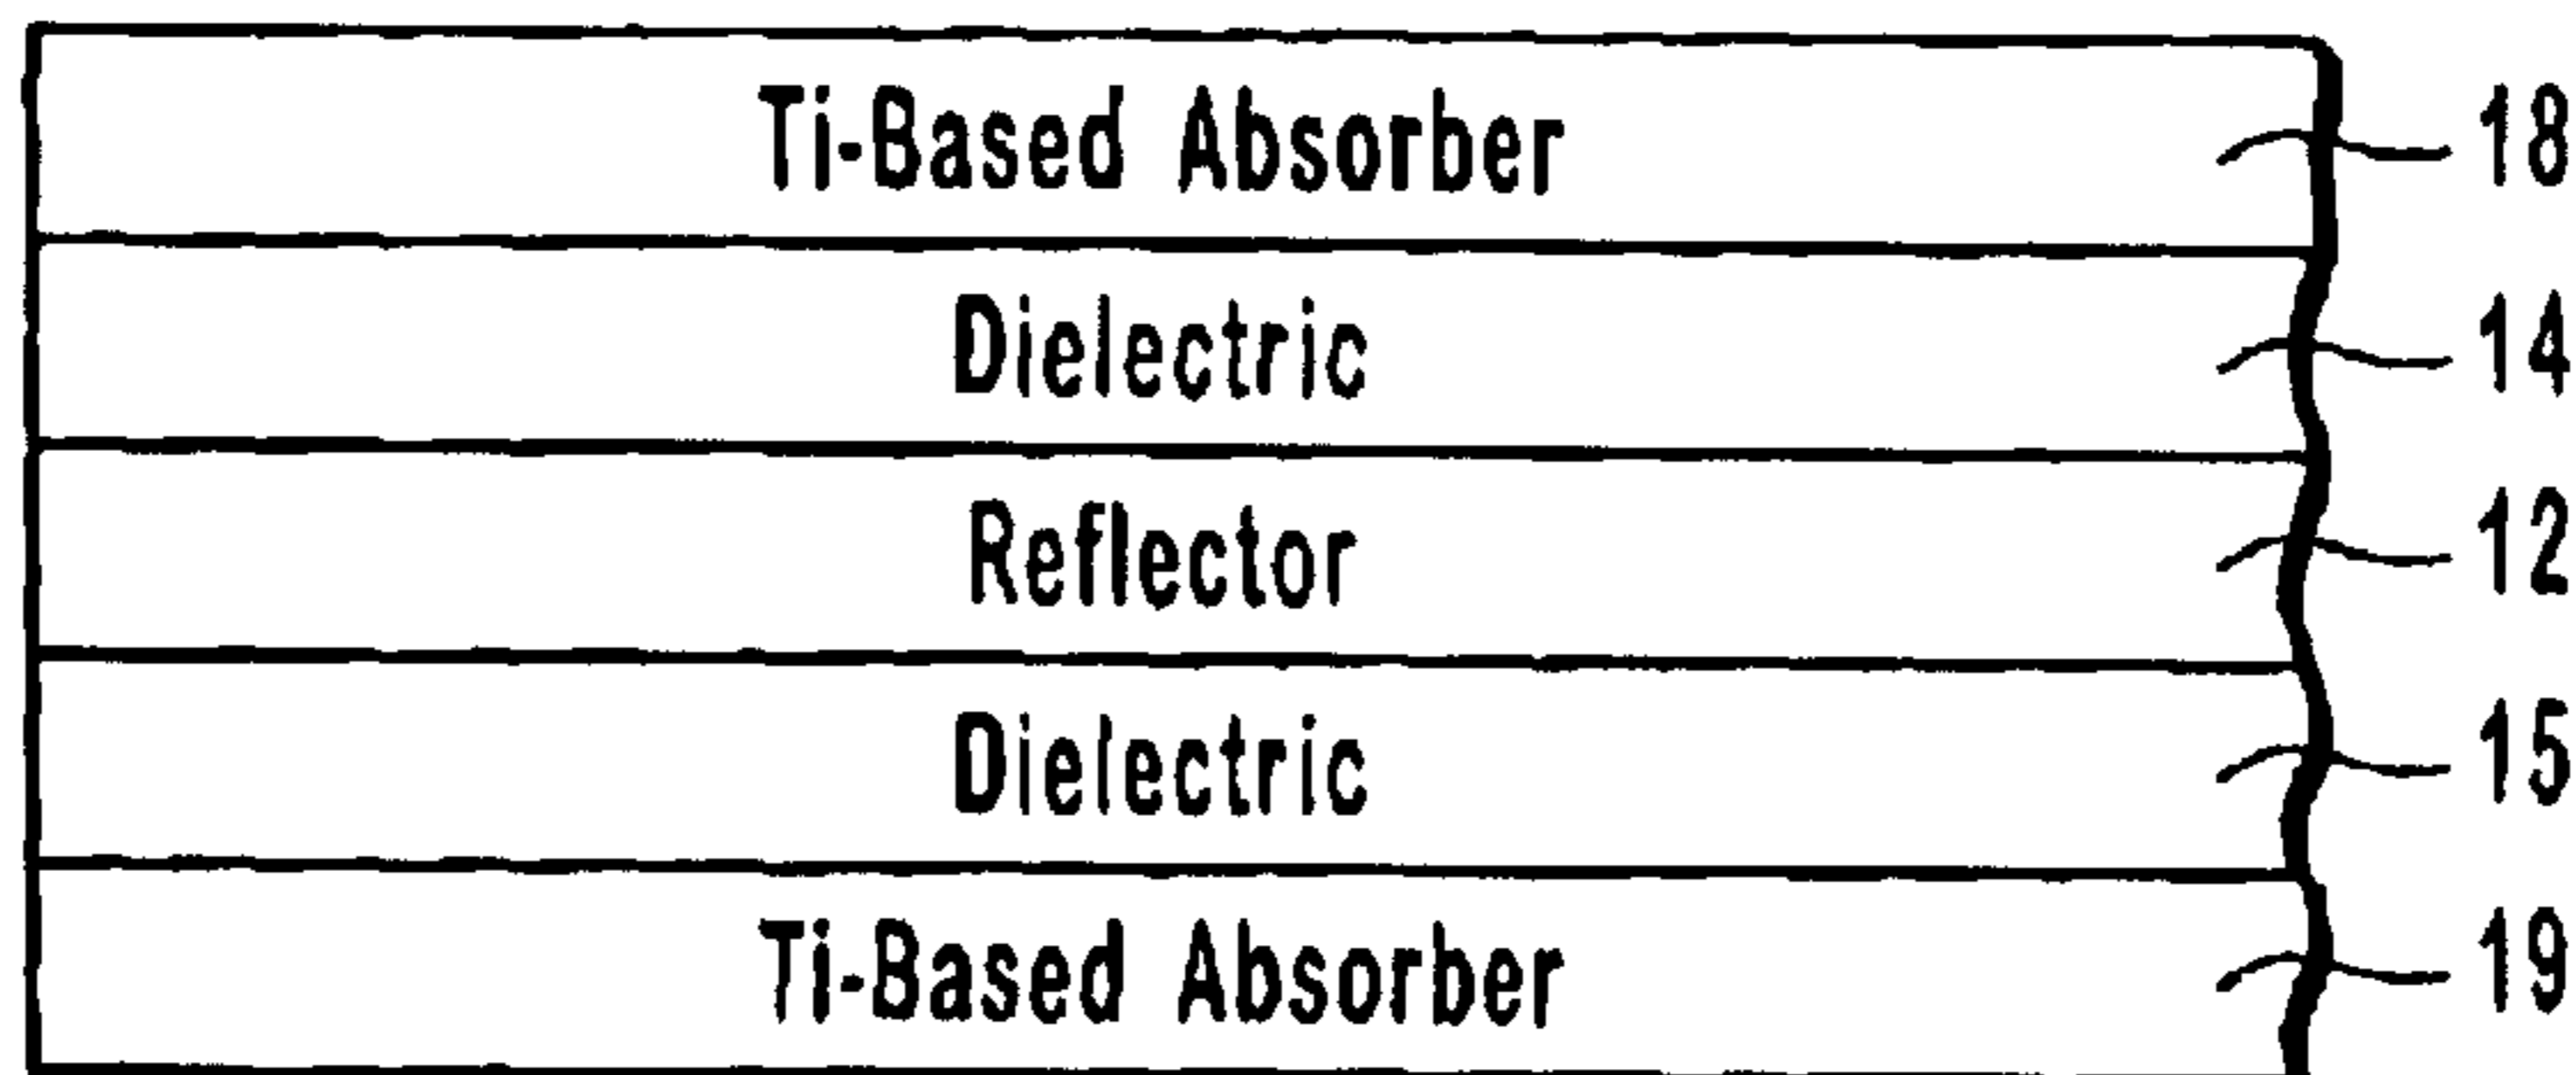 Ti-Based Absorber 18
Dielectric 14
Reflector 12
Dielectric 15
Ti-Based Absorber 19